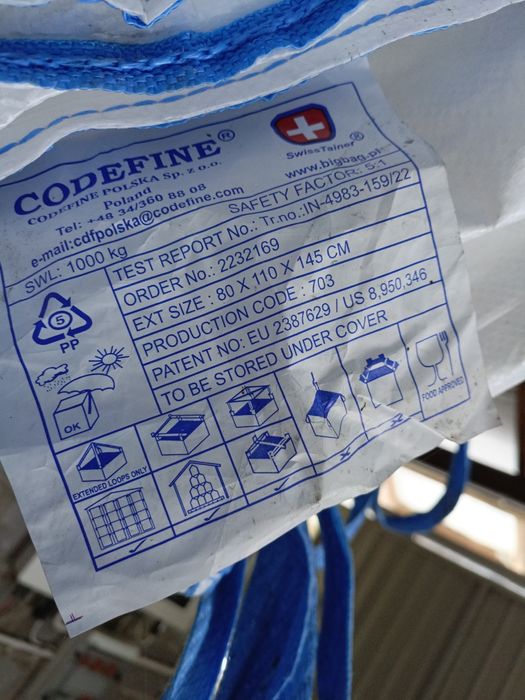 CODEFINE®
CODEFINE POLSKA Sp. z o.o.
Poland
Tel: +48 34/360 88 08
e-mail:cdfpolska@codefine.com
SwissTainer®
www.bigbag.pl
SWL: 1000 kg
SAFETY FACTOR: 5:1
TEST REPORT No.: Tr.no.:IN-4983-159/22
ORDER No.: 2232169
EXT SIZE : 80 X 110 X 145 CM
PRODUCTION CODE : 703
PATENT NO: EU 2387629 / US 8,950,346
TO BE STORED UNDER COVER
5
PP
OK
EXTENDED LOOPS ONLY
FOOD APPROVED